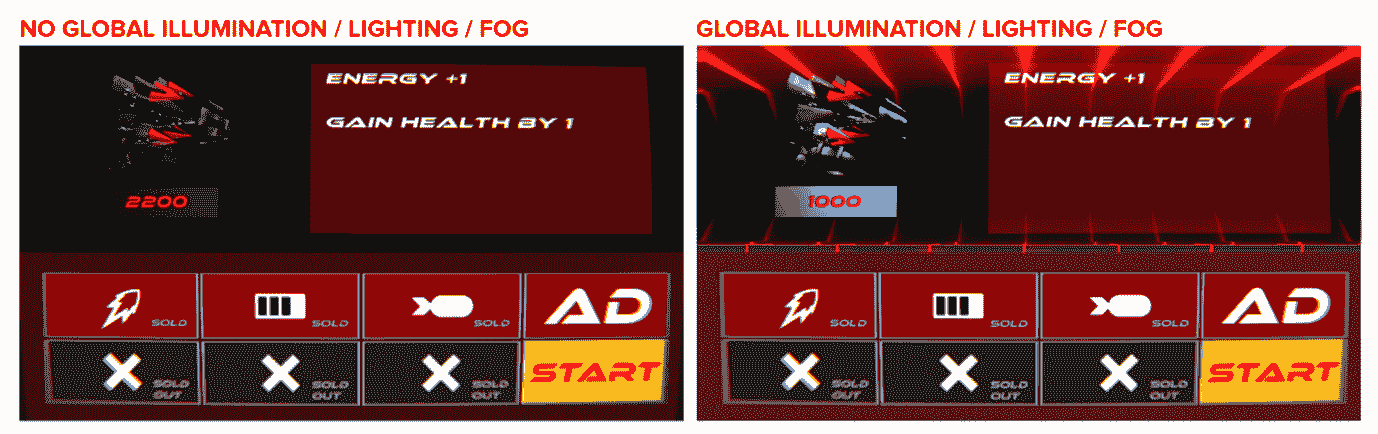 NO GLOBAL ILLUMINATION / LIGHTING / FOG
ENERGY +1
GAIN HEALTH BY 1
2200
SOLD
SOLD
SOLD
AD
SOLD
OUT
SOLD
OUT
SOLD
OUT
START
GLOBAL ILLUMINATION / LIGHTING / FOG
ENERGY +1
GAIN HEALTH BY 1
1000
SOLD
SOLD
SOLD
AD
SOLD
OUT
SOLD
OUT
SOLD
OUT
START